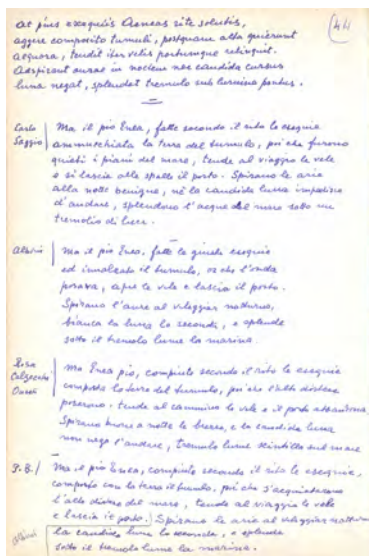 At pius exsequiis Aeneas rite solutis,
aggere composito tumuli, postquam alta quierunt
aequora, tendit iter velis portumque relinquit.
Adspirant aurae in noctem nec candida cursus
luna negat, splendet tremulo sub lumine pontus.
44
Carlo Saggio
Ma il pio Enea, fatte secondo il rito le esequie
ammucchiata la terra del tumulo, poi che furono
quieti i piani del mare, tende al viaggio le vele
e si lascia alle spalle il porto. Spirano le arie
alla notte benigne, né la candida luna impedisce
d'andare, splendono l'acque del mare sotto un
tremolio di luce.
Albini
Ma il pio Enea, fatte le giuste esequie
ed innalzato il tumulo, or che l'onda
posava, apre le vele e lascia il porto.
Spirano l'aure al veleggiar notturno,
bianca la luna lo seconda, e splende
sotto il tremolo lume la marina.
Rosa Calzecchi Onesti
Ma Enea pio, compiute secondo il rito le esequie
composta la terra del tumulo, poi che l'alte distese
posarono, tende al cammino le vele e il porto abbandona.
Spirano buone a notte le brezze, e la candida luna
non nega l'andare, tremulo lume scintilla sul mare
P.B.
Ma il pio Enea, compiute secondo il rito le esequie,
composto con la terra il tumulo, poi che s'acquietarono
l'alte distese del mare, tende al viaggio le vele
e lascia il porto. Spirano le arie al veleggiar notturno
Albini
la candida luna lo seconda, e splende
sotto il tremolo lume la marina.